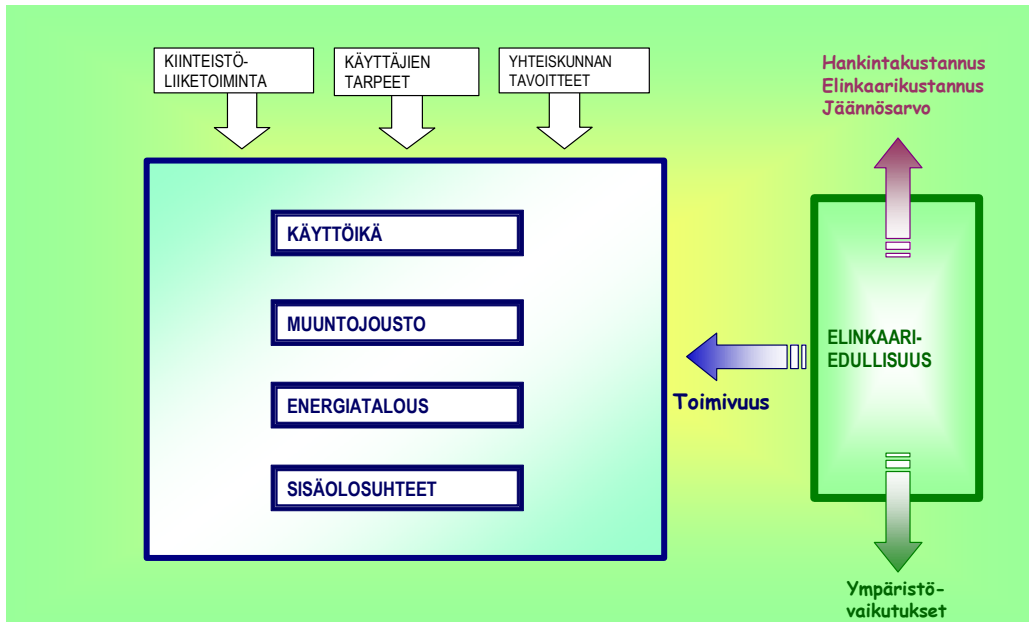 KIINTEISTÖ-
LIIKETOIMINTA
KÄYTTÄJIEN
TARPEET
YHTEISKUNNAN
TAVOITTEET
Hankintakustannus
Elinkaarikustannus
Jäännösarvo
KÄYTTÖIKÄ
MUUNTOJOUSTO
ENERGIATALOUS
SISÄOLOSUHTEET
Toimivuus
ELINKAARI-
EDULLISUUS
Ympäristö-
vaikutukset